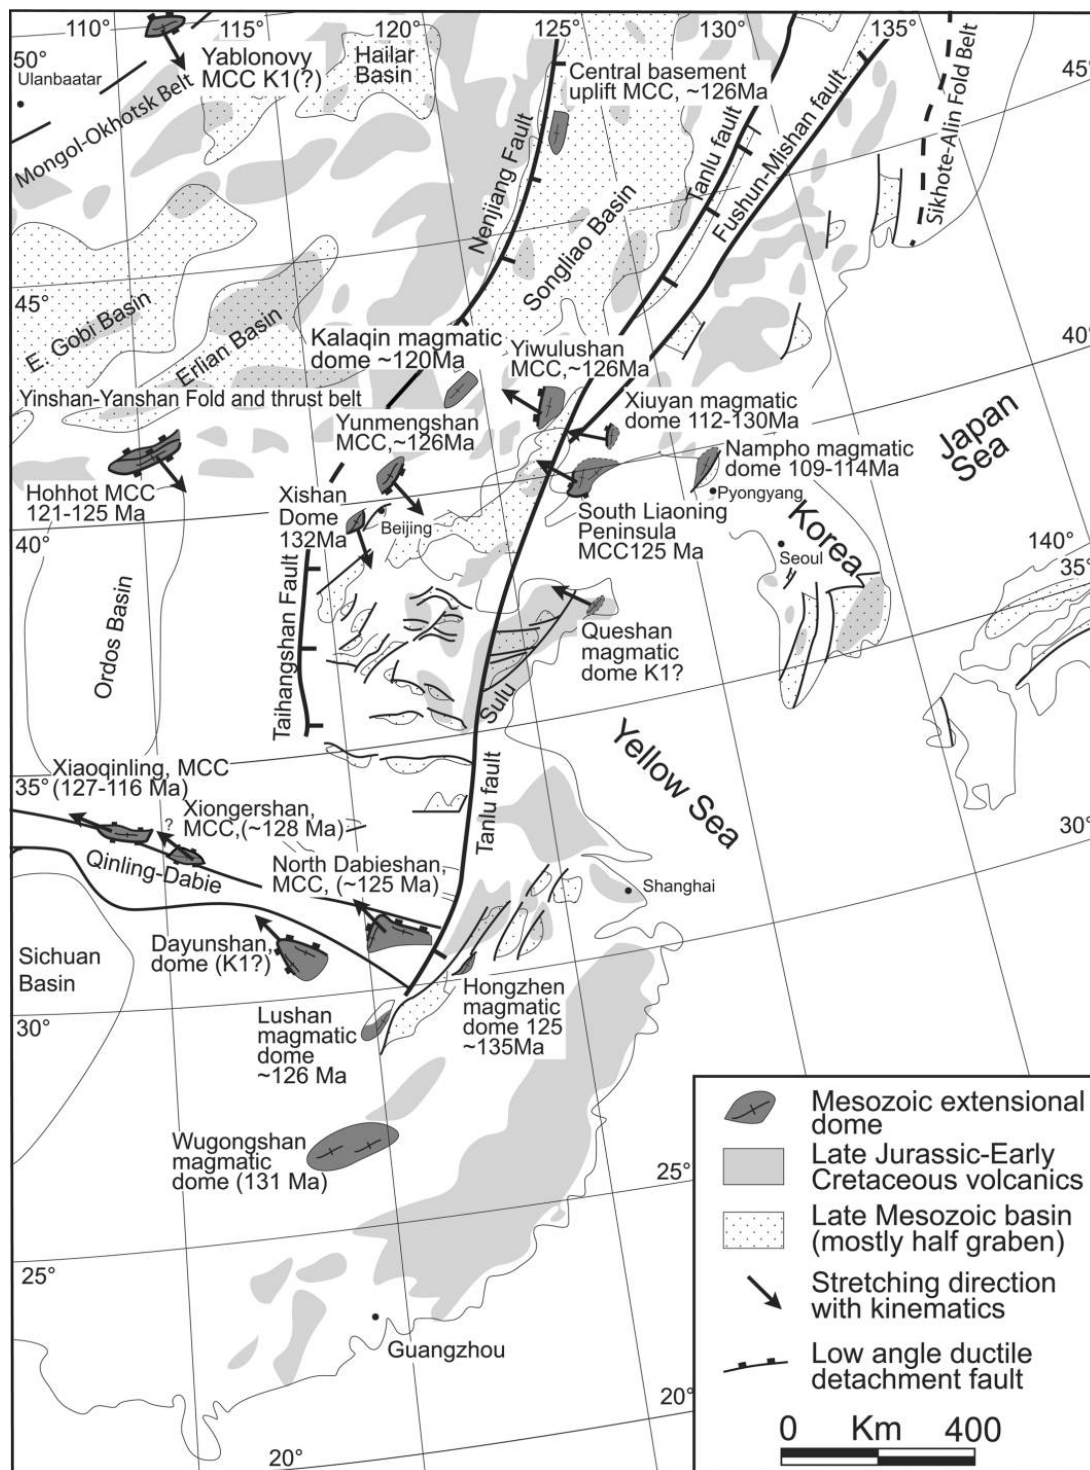 110°
115°
120°
125°
130°
135°
50°
45°
Ulanbaatar
Yablonovy
MCC K1(?)
Hailar
Basin
Central basement
uplift MCC, ~126Ma
Mongol-Okhotsk Belt
Nenjiang Fault
Tanlu fault
Fushun-Mishan fault
Sikhote-Alin Fold Belt
Songliao Basin
45°
E. Gobi Basin
Erlian Basin
Kalaqin magmatic
dome ~120Ma
Yiwulushan
MCC,~126Ma
40°
Yinshan-Yanshan Fold and thrust belt
Yunmengshan
MCC,~126Ma
Xiuyan magmatic
dome 112-130Ma
Japan
Sea
Nampho magmatic
dome 109-114Ma
Pyongyang
Hohhot MCC
121-125 Ma
Xishan
Dome
132Ma
Beijing
South Liaoning
Peninsula
MCC125 Ma
Korea
Seoul
40°
140°
35°
Ordos Basin
Taihangshan Fault
Queshan
magmatic
dome K1?
Sulu
Yellow Sea
Tanlu fault
Xiaoqinling, MCC
35°
(127-116 Ma)
Xiongershan,
MCC,(~128 Ma)
?
30°
Qinling-Dabie
North Dabieshan,
MCC, (~125 Ma)
Shanghai
Dayunshan,
dome (K1?)
Sichuan
Basin
30°
Hongzhen
magmatic
dome 125
~135Ma
Lushan
magmatic
dome
~126 Ma
Wugongshan
magmatic
dome (131 Ma)
25°
25°
Guangzhou
20°
20°
Mesozoic extensional
dome
Late Jurassic-Early
Cretaceous volcanics
Late Mesozoic basin
(mostly half graben)
Stretching direction
with kinematics
Low angle ductile
detachment fault
0 Km 400